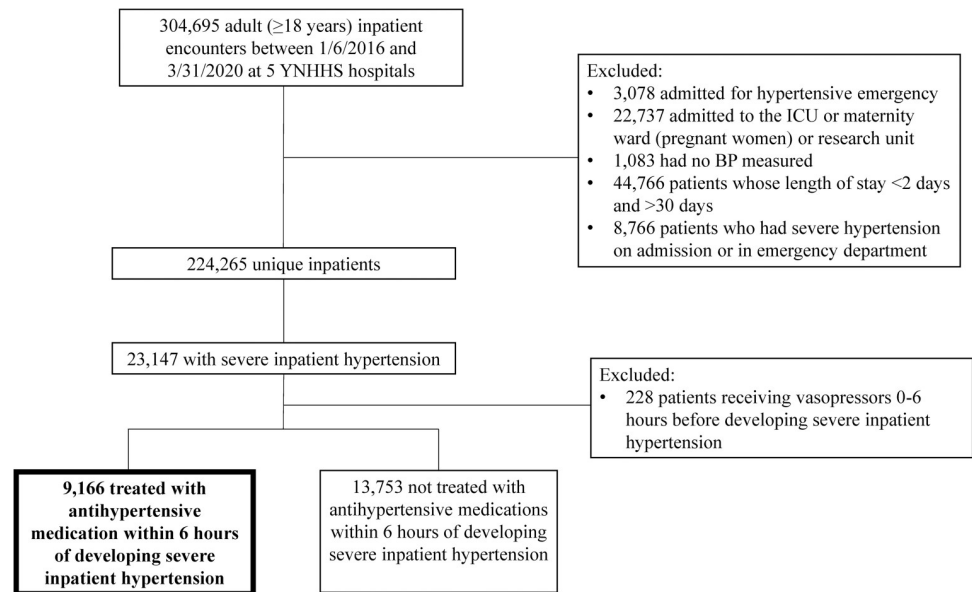 304,695 adult (≥18 years) inpatient
encounters between 1/6/2016 and
3/31/2020 at 5 YNHHS hospitals
Excluded:
• 3,078 admitted for hypertensive emergency
• 22,737 admitted to the ICU or maternity
ward (pregnant women) or research unit
• 1,083 had no BP measured
• 44,766 patients whose length of stay <2 days
and >30 days
• 8,766 patients who had severe hypertension
on admission or in emergency department
224,265 unique inpatients
23,147 with severe inpatient hypertension
Excluded:
• 228 patients receiving vasopressors 0-6
hours before developing severe inpatient
hypertension
9,166 treated with
antihypertensive
medication within 6 hours
of developing severe
inpatient hypertension
13,753 not treated with
antihypertensive medications
within 6 hours of developing
severe inpatient hypertension